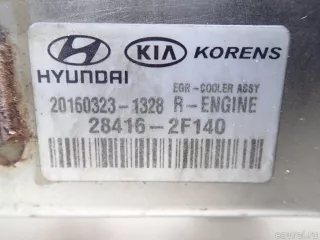 KIA KORENS
HYUNDAI
EGR-COOLER ASSY
20160323-1328 R-ENGINE
28416-2F140